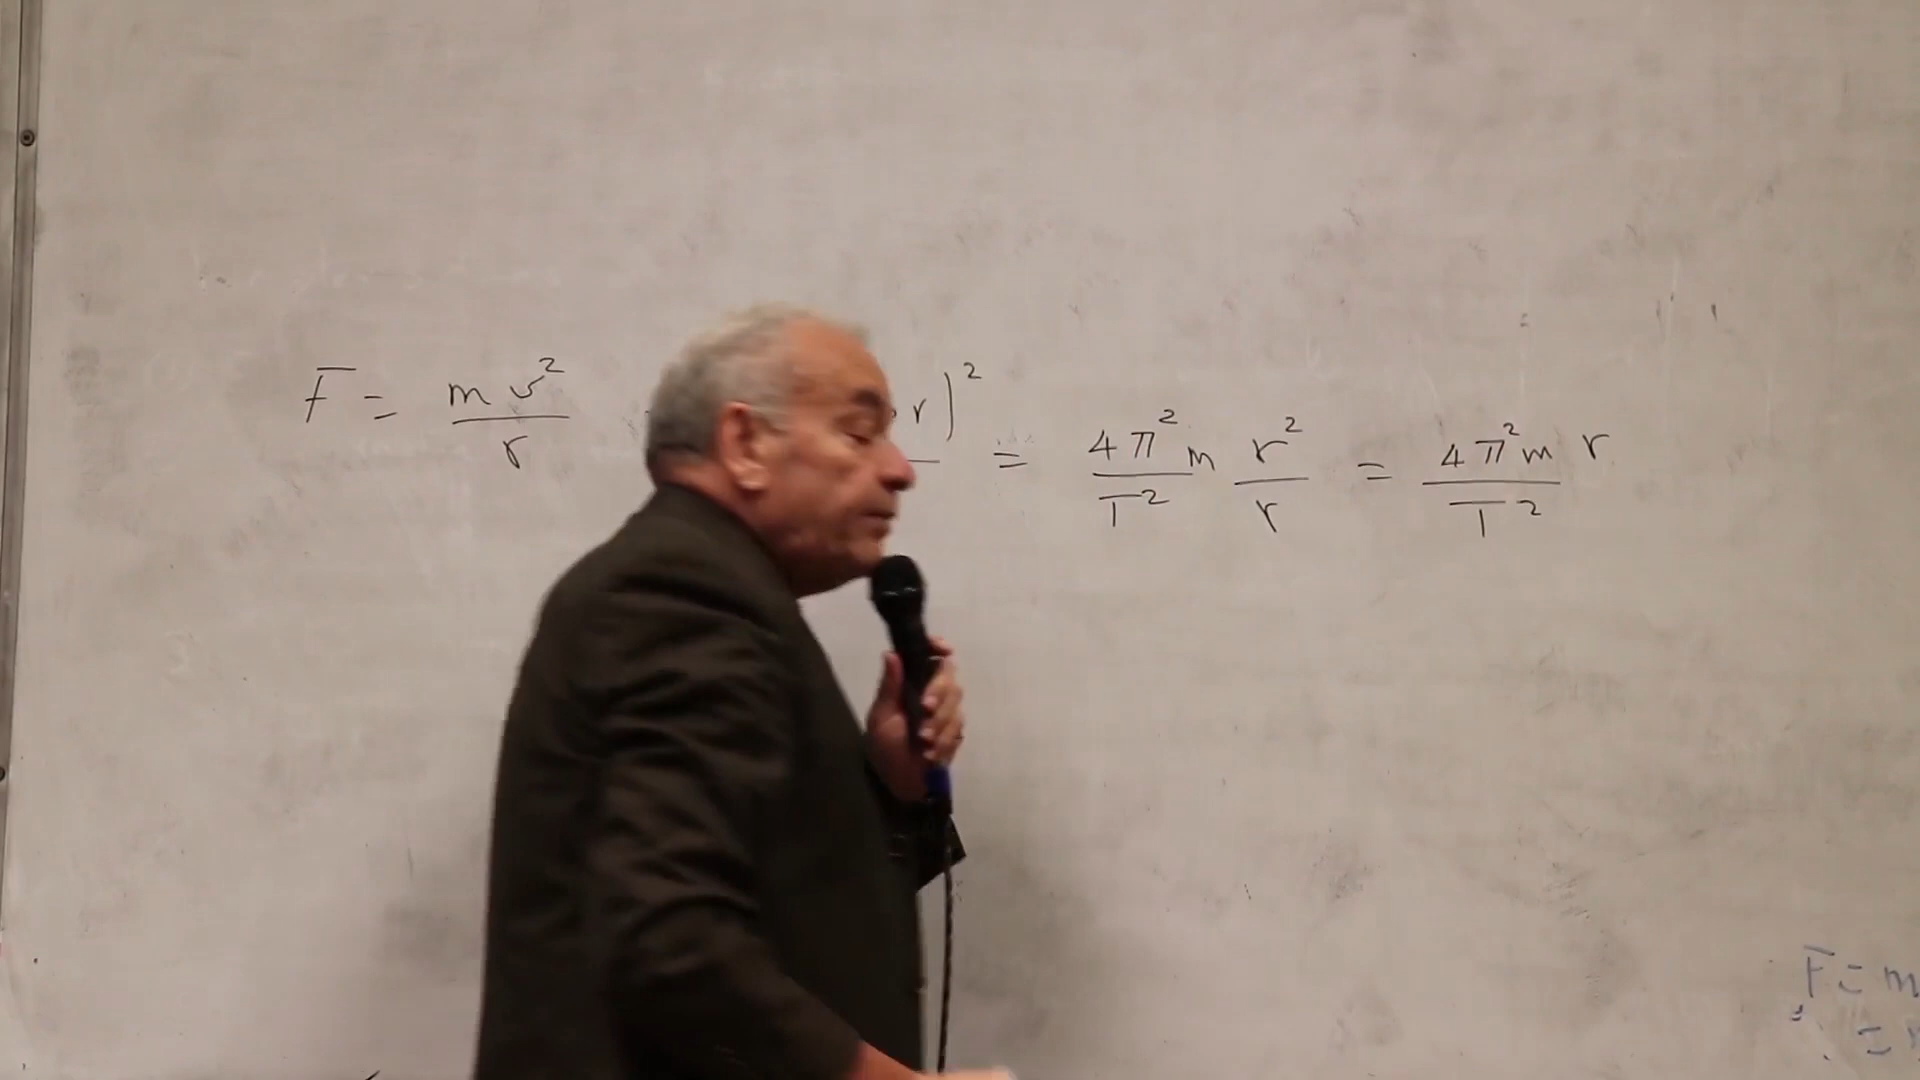 F = mv²/r r)² = 4π²/T² m r²/r = 4π²m/T² r
F = m
=